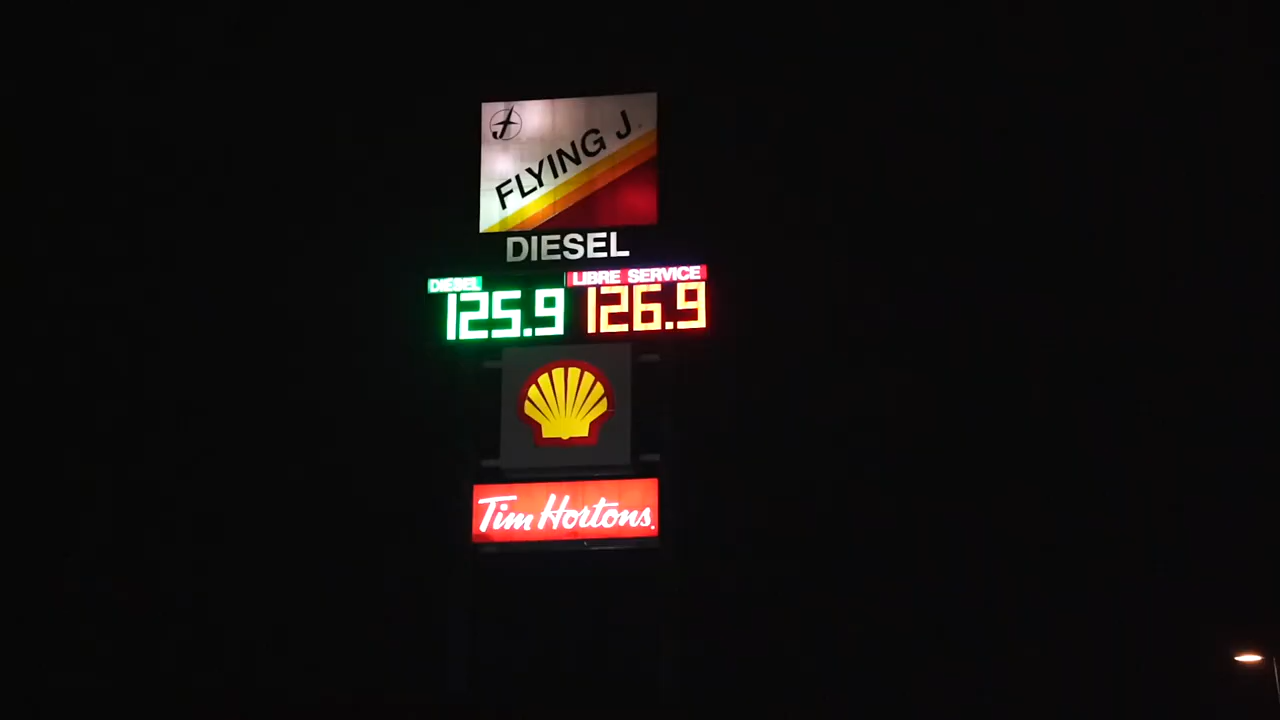 FLYING J.
DIESEL
DIESEL
LIBRE SERVICE
125.9
126.9
Tim Hortons.